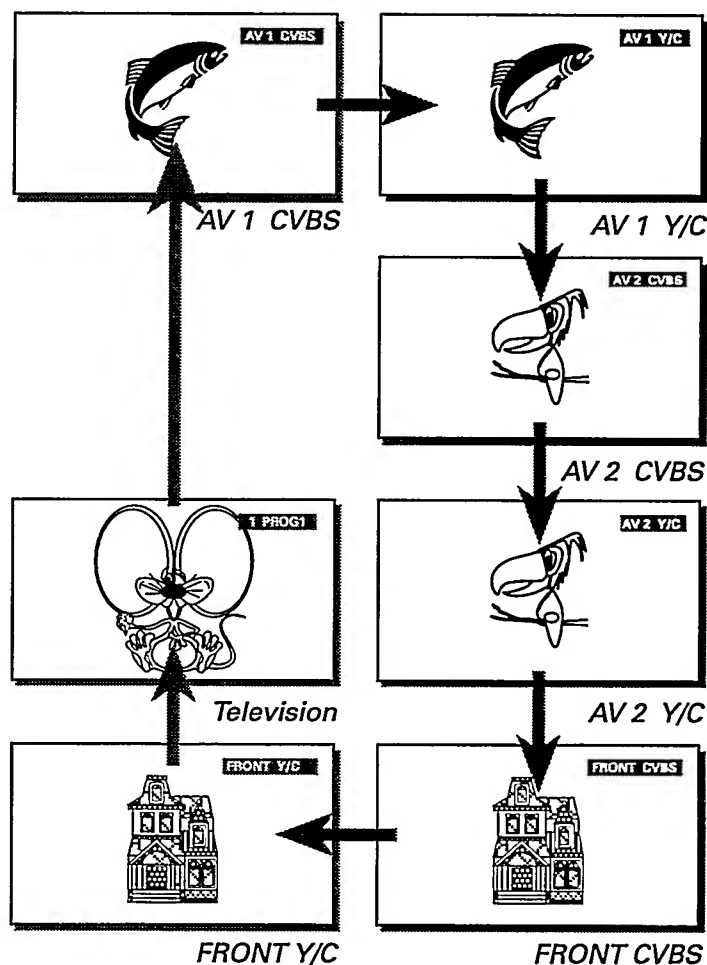 AV 1 CVBS
AV 1 Y/C
AV 1 CVBS
AV 1 Y/C
AV 2 CVBS
AV 2 CVBS
1 PROG1
AV 2 Y/C
Television
AV 2 Y/C
FRONT Y/C
FRONT CVBS
FRONT Y/C
FRONT CVBS